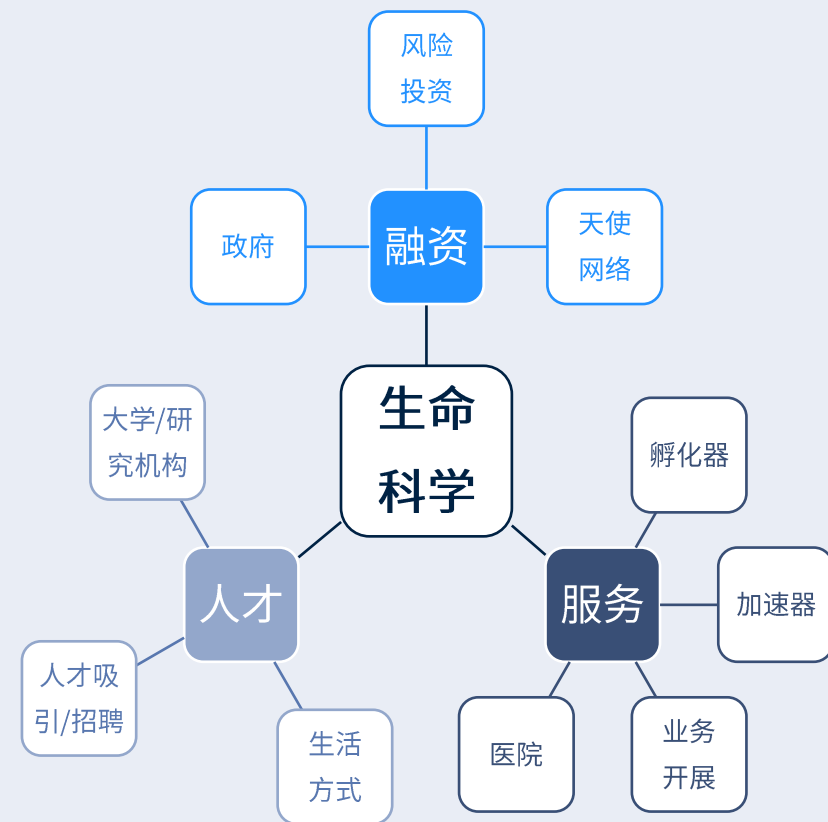 风险
投资
政府
融资
天使
网络
生命
科学
大学/研
究机构
孵化器
人才
服务
加速器
人才吸
引/招聘
生活
方式
医院
业务
开展